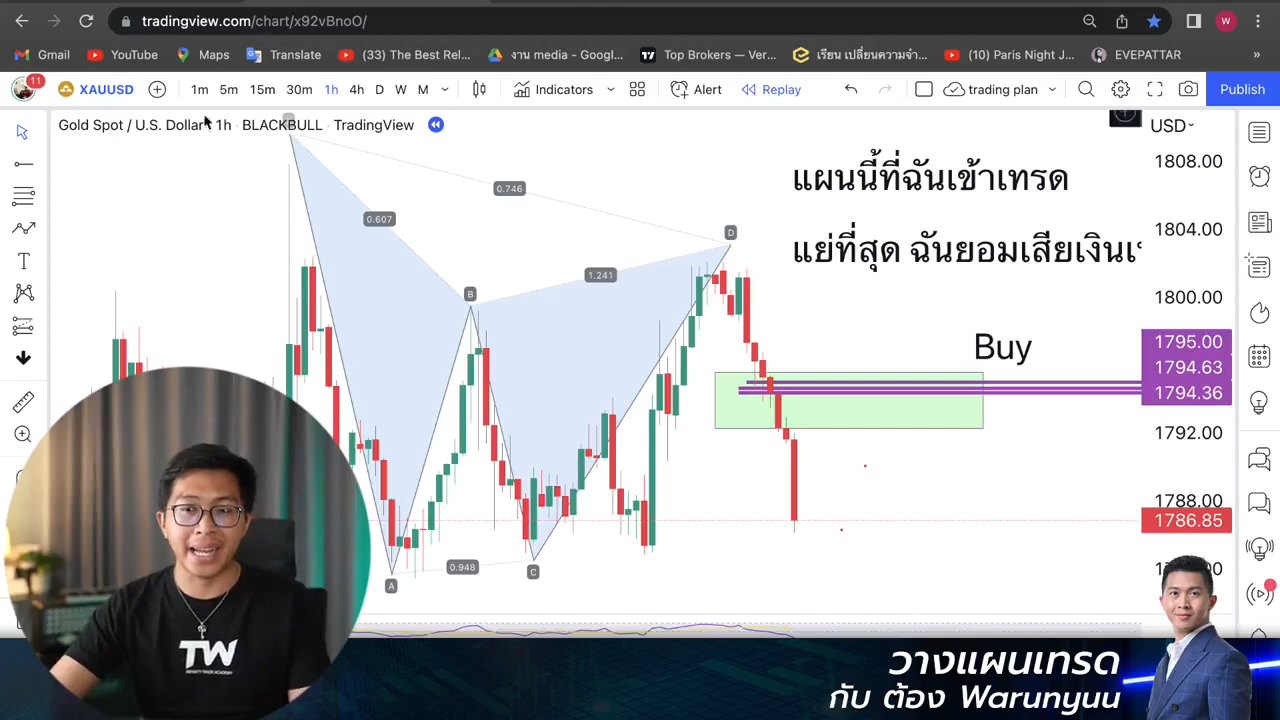 tradingview.com/chart/x92vBnoO/
W
Gmail
YouTube
Maps
Translate
(33) The Best Rel...
งาน media - Googl...
Top Brokers — Ver...
เรียน เปลี่ยนความจำ...
(10) Paris Night J...
EVEPATTAR
»
11
XAUUSD
1m
5m
15m
30m
1h
4h
D
W
M
Indicators
Alert
Replay
trading plan
Publish
Gold Spot / U.S. Dollar 1h · BLACKBULL · TradingView
USD
1808.00
0.746
แผนนี้ที่ฉันเข้าเทรด
0.607
1804.00
D
แย่ที่สุด ฉันยอมเสียเงินเ
1.241
B
1800.00
Buy
1795.00
1794.63
1794.36
1792.00
1788.00
1786.85
0.948
A
C
TW
INFINITY TRADE ACADEMY
วางแผนเทรด
กับ ต้อง Warunyuu